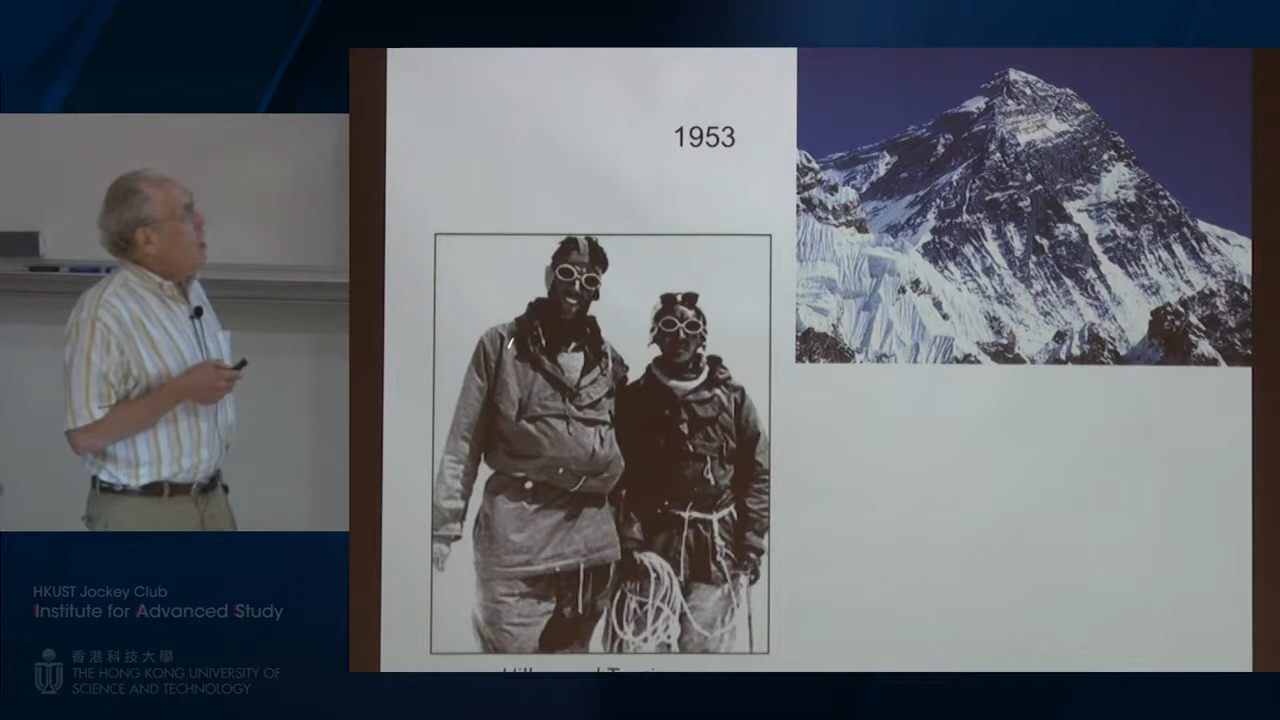 1953
HKUST Jockey Club
Institute for Advanced Study
香港科技大學
THE HONG KONG UNIVERSITY OF
SCIENCE AND TECHNOLOGY